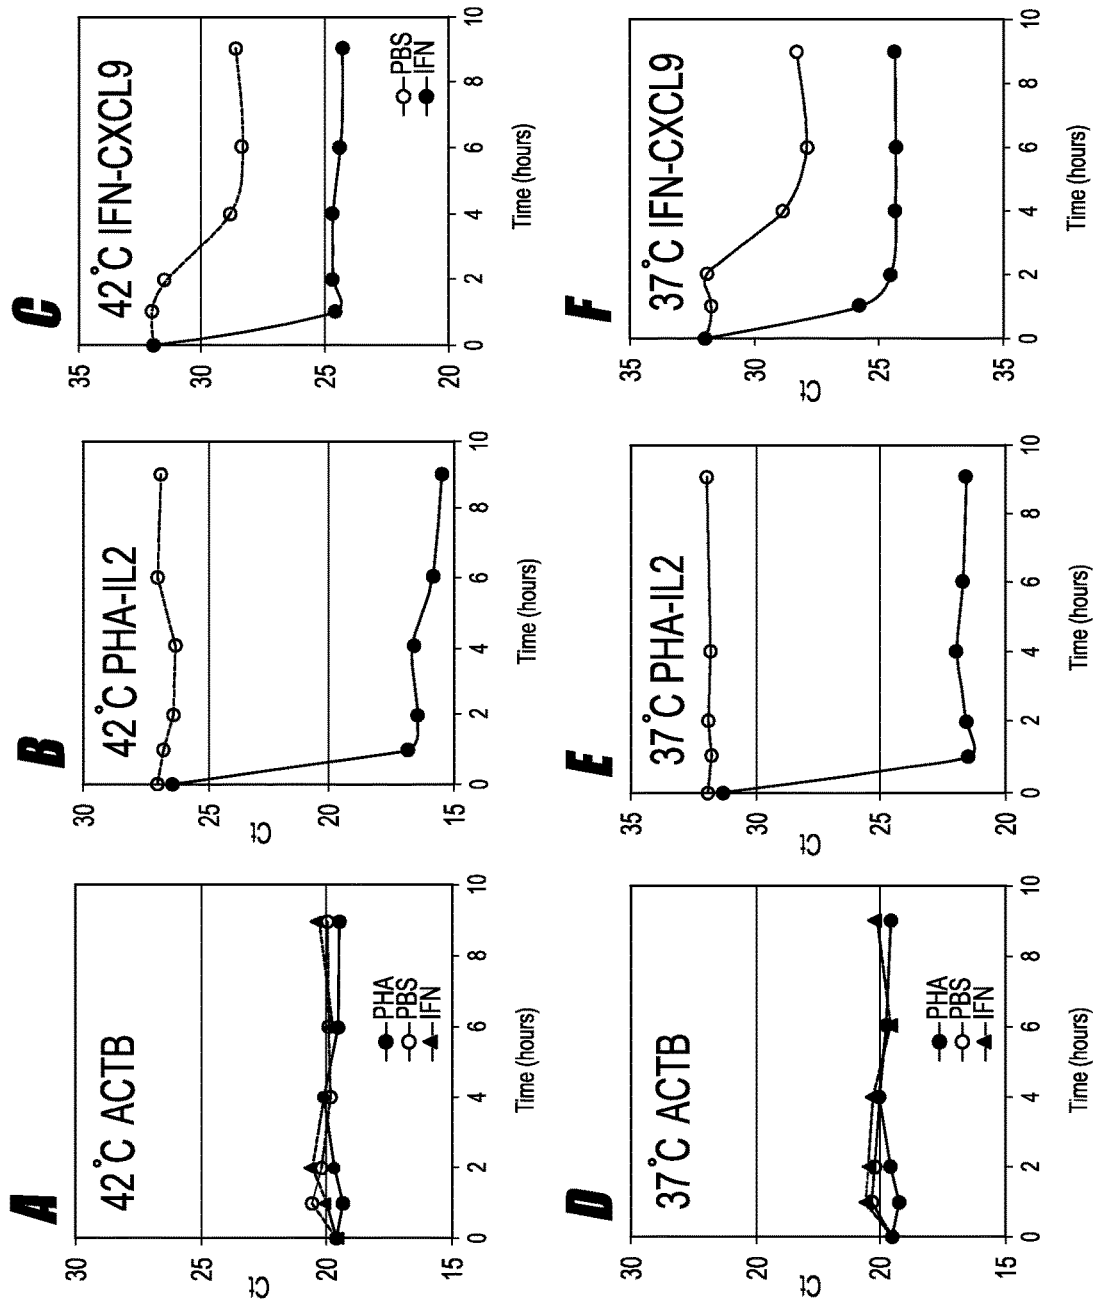 A
42°C ACTB
30
25
20
15
Ct
PHA
PBS
IFN
0 2 4 6 8 10
Time (hours)
B
42°C PHA-IL2
30
25
20
15
Ct
0 2 4 6 8 10
Time (hours)
C
42°C IFN-CXCL9
35
30
25
20
Ct
PBS
IFN
0 2 4 6 8 10
Time (hours)
D
37°C ACTB
30
30
20
15
Ct
PHA
PBS
IFN
0 2 4 6 8 10
Time (hours)
E
37°C PHA-IL2
35
30
25
20
Ct
0 2 4 6 8 10
Time (hours)
F
37°C IFN-CXCL9
35
30
25
35
Ct
0 2 4 6 8 10
Time (hours)